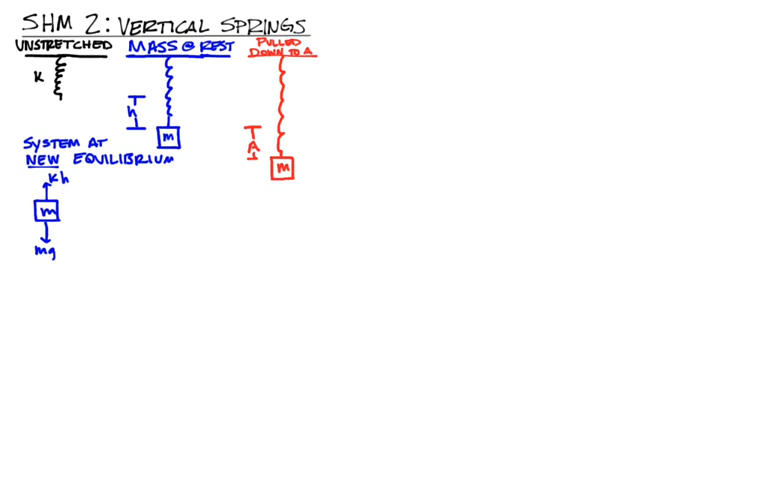 SHM 2: VERTICAL SPRINGS
UNSTRETCHED
K
MASS @ REST
h
m
PULLED
DOWN TO A
A
m
SYSTEM AT
NEW EQUILIBRIUM
Kh
m
mg